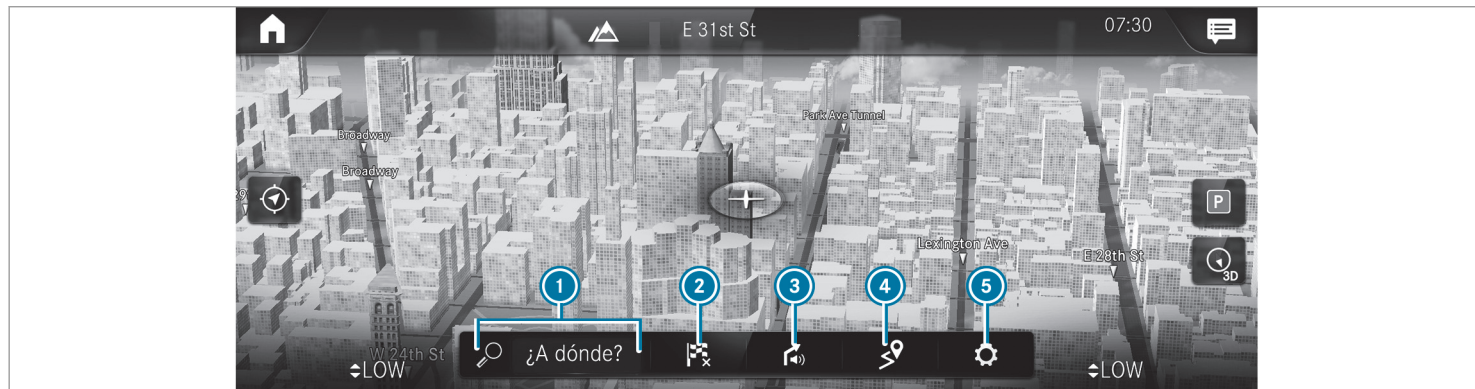 E 31st St
07:30
Park Ave Tunnel
Broadway
Broadway
P
Lexington Ave
E 28th St
3D
1
2
3
4
5
W 24th St
¿A dónde?
LOW
LOW